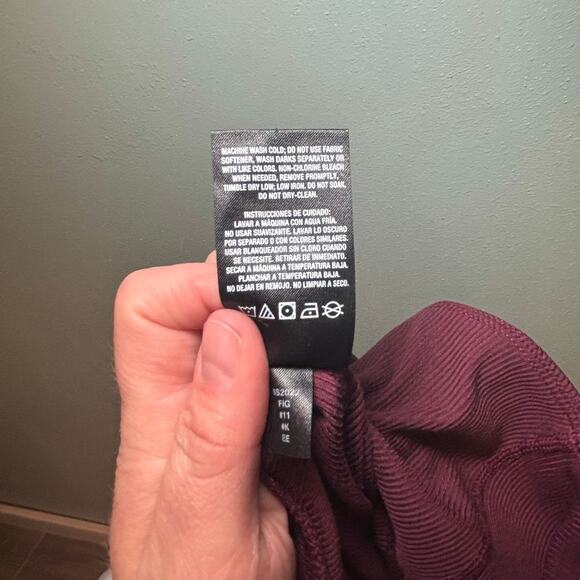 MACHINE WASH COLD; DO NOT USE FABRIC
SOFTENER, WASH DARKS SEPARATELY OR
WITH LIKE COLORS. NON-CHLORINE BLEACH
WHEN NEEDED, REMOVE PROMPTLY,
TUMBLE DRY LOW; LOW IRON. DO NOT SOAK.
DO NOT DRY-CLEAN.
INSTRUCCIONES DE CUIDADO:
LAVAR A MÁQUINA CON AGUA FRÍA.
NO USAR SUAVIZANTE. LAVAR LO OSCURO
POR SEPARADO O CON COLORES SIMILARES.
USAR BLANQUEADOR SIN CLORO CUANDO
SE NECESITE. RETIRAR DE INMEDIATO.
SECAR A MÁQUINA A TEMPERATURA BAJA.
PLANCHAR A TEMPERATURA BAJA.
NO DEJAR EN REMOJO. NO LIMPIAR A SECO.
FIG